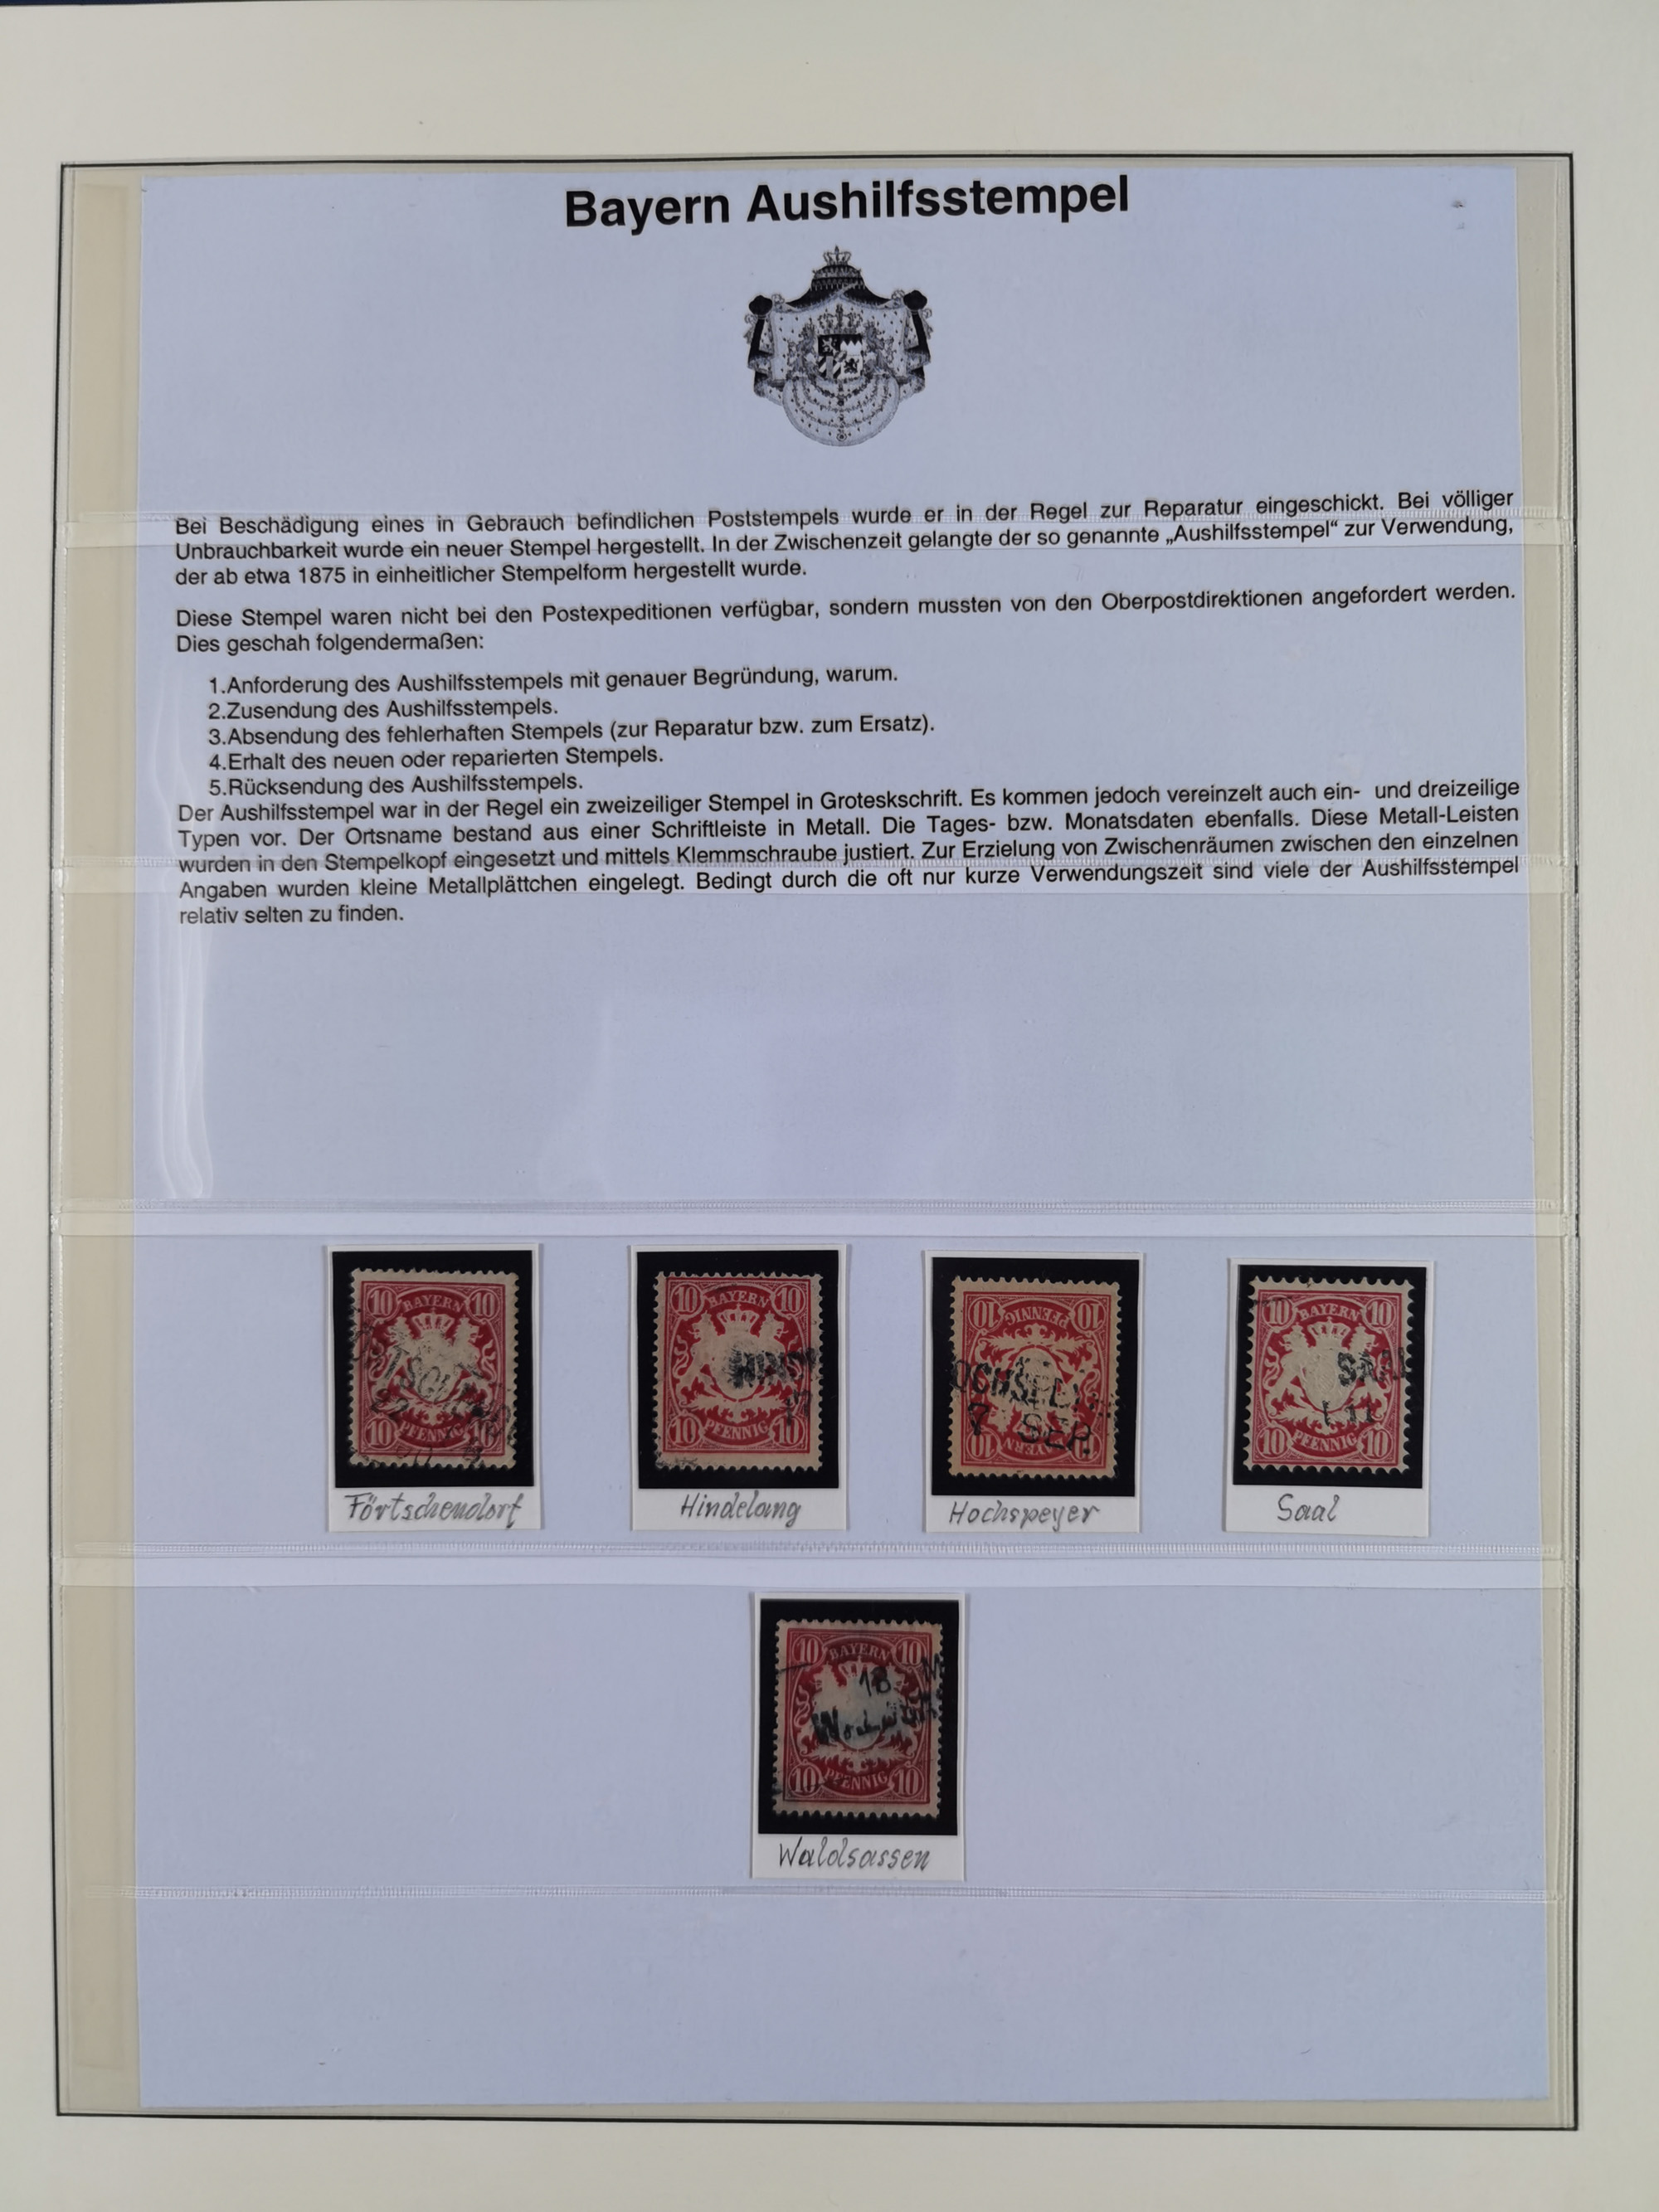 Bayern Aushilfsstempel
Bei Beschädigung eines in Gebrauch befindlichen Poststempels wurde er in der Regel zur Reparatur eingeschickt. Bei völliger
Unbrauchbarkeit wurde ein neuer Stempel hergestellt. In der Zwischenzeit gelangte der so genannte „Aushilfsstempel“ zur Verwendung,
der ab etwa 1875 in einheitlicher Stempelform hergestellt wurde.
Diese Stempel waren nicht bei den Postexpeditionen verfügbar, sondern mussten von den Oberpostdirektionen angefordert werden.
Dies geschah folgendermaßen:
1.Anforderung des Aushilfsstempels mit genauer Begründung, warum.
2.Zusendung des Aushilfsstempels.
3.Absendung des fehlerhaften Stempels (zur Reparatur bzw. zum Ersatz).
4.Erhalt des neuen oder reparierten Stempels.
5.Rücksendung des Aushilfsstempels.
Der Aushilfsstempel war in der Regel ein zweizeiliger Stempel in Groteskschrift. Es kommen jedoch vereinzelt auch ein- und dreizeilige
Typen vor. Der Ortsname bestand aus einer Schriftleiste in Metall. Die Tages- bzw. Monatsdaten ebenfalls. Diese Metall-Leisten
wurden in den Stempelkopf eingesetzt und mittels Klemmschraube justiert. Zur Erzielung von Zwischenräumen zwischen den einzelnen
Angaben wurden kleine Metallplättchen eingelegt. Bedingt durch die oft nur kurze Verwendungszeit sind viele der Aushilfsstempel
relativ selten zu finden.
10 BAYERN 10
10 PFENNIG 10
Förtschendorf
10 BAYERN 10
10 PFENNIG 10
Hindelang
10 PFENNIG 10
7 SEP.
10 BAYERN 10
Hochspeyer
10 BAYERN 10
10 PFENNIG 10
Saal
10 BAYERN 10
18 M
10 PFENNIG 10
Waldsassen